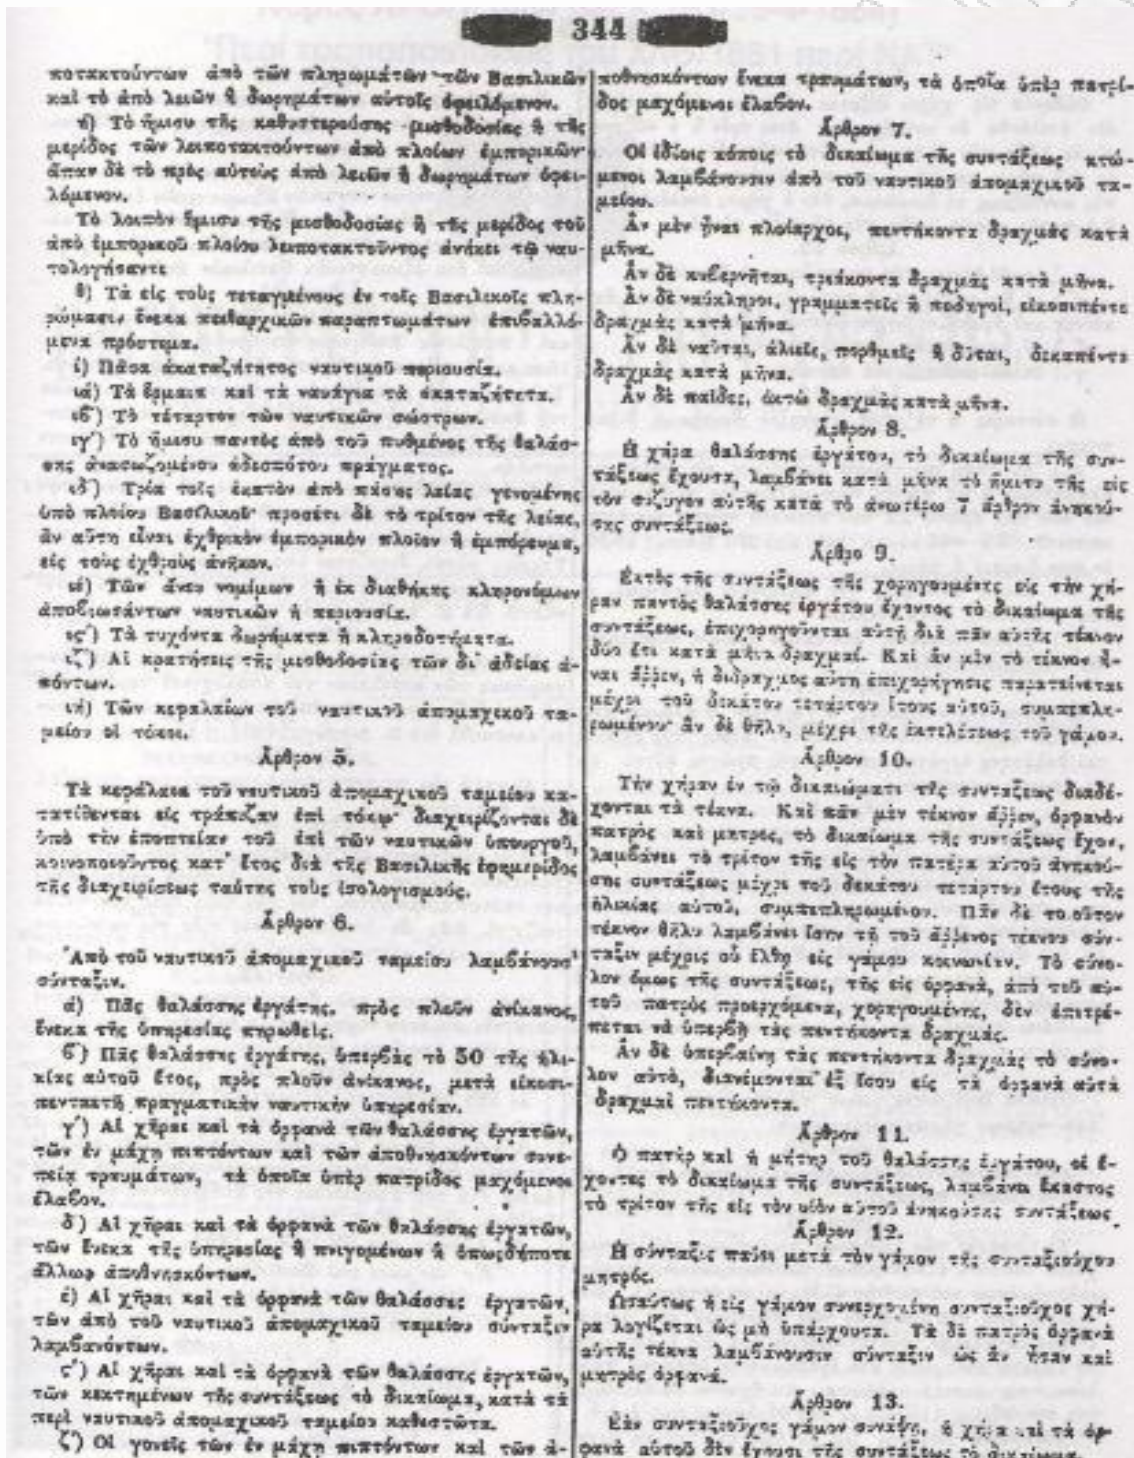 344
ποτακτούντων ἀπὸ τῶν πληρωμάτων τῶν Βασιλικῶν
καὶ τὸ ἀπὸ λειῶν ἢ δωρημάτων αὐτοῖς ὀφειλόμενον.
ή) Τὸ ἥμισυ τῆς καθυστερούσης μισθοδοσίας ἢ τῆς
μερίδος τῶν λειποτακτούντων ἀπὸ πλοίων ἐμπορικῶν·
ἅπαν δὲ τὸ πρὸς αὐτοὺς ἀπὸ λειῶν ἢ δωρημάτων ὀφει-
λόμενον.
Τὸ λοιπὸν ἥμισυ τῆς μισθοδοσίας ἢ τῆς μερίδος τοῦ
ἀπὸ ἐμπορικοῦ πλοίου λειποτακτοῦντος ἀνήκει τῷ ναυ-
τολογήσαντι
θ) Τὰ εἰς τοὺς τεταγμένους ἐν τοῖς Βασιλικοῖς πλη-
ρώμασιν ἕνεκα πειθαρχικῶν παραπτωμάτων ἐπιβαλλό-
μενα πρόστιμα.
ί) Πᾶσα ἀκαταζήτητος ναυτικοῦ περιουσία.
ιά) Τὰ ἕρμαια καὶ τὰ ναυάγια τὰ ἀκαταζήτητα.
ιβ΄) Τὸ τέταρτον τῶν ναυτικῶν σώστρων.
ιγ΄) Τὸ ἥμισυ παντὸς ἀπὸ τοῦ πυθμένος τῆς θαλάσ-
σης ἀνασωζομένου ἀδεσπότου πράγματος.
ιδ΄) Τρία τοῖς ἑκατὸν ἀπὸ πάσης λείας γενομένης
ὑπὸ πλοίου Βασιλικοῦ· προσέτι δὲ τὸ τρίτον τῆς λείας,
ἂν αὕτη εἶναι ἐχθρικὸν ἐμπορικὸν πλοῖον ἢ ἐμπόρευμα,
εἰς τοὺς ἐχθροὺς ἀνῆκον.
ιέ) Τῶν ἄνευ νομίμων ἢ ἐκ διαθήκης κληρονόμων
ἀποβιωσάντων ναυτικῶν ἡ περιουσία.
ις΄) Τὰ τυχόντα δωρήματα ἢ κληροδοτήματα.
ιζ΄) Αἱ κρατήσεις τῆς μισθοδοσίας τῶν δι᾽ ἀδείας ἀ-
πόντων.
ιή) Τῶν κεφαλαίων τοῦ ναυτικοῦ ἀπομαχικοῦ τα-
μείου οἱ τόκοι.
Ἄρθρον 5.
Τὰ κεφάλαια τοῦ ναυτικοῦ ἀπομαχικοῦ ταμείου κα-
τατίθενται εἰς τράπεζαν ἐπὶ τόκῳ· διαχειρίζονται δὲ
ὑπὸ τὴν ἐποπτείαν τοῦ ἐπὶ τῶν ναυτικῶν ὑπουργοῦ,
κοινοποιοῦντος κατ᾽ ἔτος διὰ τῆς Βασιλικῆς ἐφημερίδος
τῆς διαχειρίσεως ταύτης τοὺς ἰσολογισμούς.
Ἄρθρον 6.
Ἀπὸ τοῦ ναυτικοῦ ἀπομαχικοῦ ταμείου λαμβάνουσι
σύνταξιν.
ά) Πᾶς θαλάσσης ἐργάτης, πρὸς πλοῦν ἀνίκανος,
ἕνεκα τῆς ὑπηρεσίας πηρωθείς.
β΄) Πᾶς θαλάσσης ἐργάτης, ὑπερβὰς τὸ 50 τῆς ἡλι-
κίας αὐτοῦ ἔτος, πρὸς πλοῦν ἀνίκανος, μετὰ εἰκοσι-
πενταετῆ πραγματικὴν ναυτικὴν ὑπηρεσίαν.
γ΄) Αἱ χῆραι καὶ τὰ ὀρφανὰ τῶν θαλάσσης ἐργατῶν,
τῶν ἐν μάχῃ πιπτόντων καὶ τῶν ἀποθνησκόντων συνε-
πείᾳ τραυμάτων, τὰ ὁποῖα ὑπὲρ πατρίδος μαχόμενοι
ἔλαβον.
δ΄) Αἱ χῆραι καὶ τὰ ὀρφανὰ τῶν θαλάσσης ἐργατῶν,
τῶν ἕνεκα τῆς ὑπηρεσίας ἢ πνιγομένων ἢ ὁπωςδήποτε
ἄλλως ἀποθνησκόντων.
έ) Αἱ χῆραι καὶ τὰ ὀρφανὰ τῶν θαλάσσης ἐργατῶν,
τῶν ἀπὸ τοῦ ναυτικοῦ ἀπομαχικοῦ ταμείου σύνταξιν
λαμβανόντων.
ς΄) Αἱ χῆραι καὶ τὰ ὀρφανὰ τῶν θαλάσσης ἐργατῶν,
τῶν κεκτημένων τῆς συντάξεως τὸ δικαίωμα, κατὰ τὰ
περὶ ναυτικοῦ ἀπομαχικοῦ ταμείου καθεστῶτα.
ζ΄) Οἱ γονεῖς τῶν ἐν μάχῃ πιπτόντων καὶ τῶν ἀ-
ποθνησκόντων ἕνεκα τραυμάτων, τὰ ὁποῖα ὑπὲρ πατρί-
δος μαχόμενοι ἔλαβον.
Ἄρθρον 7.
Οἱ ἰδίοις κόποις τὸ δικαίωμα τῆς συντάξεως κτώ-
μενοι λαμβάνουσιν ἀπὸ τοῦ ναυτικοῦ ἀπομαχικοῦ τα-
μείου.
Ἂν μὲν ἦναι πλοίαρχοι, πεντήκοντα δραχμὰς κατὰ
μῆνα.
Ἂν δὲ κυβερνῆται, τριάκοντα δραχμὰς κατὰ μῆνα.
Ἂν δὲ ναύκληροι, γραμματεῖς ἢ ποδηγοί, εἰκοσιπέντε
δραχμὰς κατὰ μῆνα.
Ἂν δὲ ναῦται, ἁλιεῖς, πορθμεῖς ἢ δῦται, δεκαπέντε
δραχμὰς κατὰ μῆνα.
Ἂν δὲ παῖδες, ὀκτὼ δραχμὰς κατὰ μῆνα.
Ἄρθρον 8.
Ἡ χήρα θαλάσσης ἐργάτου, τὸ δικαίωμα τῆς συν-
τάξεως ἔχουσα, λαμβάνει κατὰ μῆνα τὸ ἥμισυ τῆς εἰς
τὸν σύζυγον αὐτῆς κατὰ τὸ ἀνωτέρω 7 ἄρθρον ἀνηκού-
σης συντάξεως.
Ἄρθρο 9.
Ἐκτὸς τῆς συντάξεως τῆς χορηγουμένης εἰς τὴν χή-
ραν παντὸς θαλάσσης ἐργάτου ἔχοντος τὸ δικαίωμα τῆς
συντάξεως, ἐπιχορηγοῦνται αὐτῇ διὰ πᾶν αὐτῆς τέκνον
δύο ἔτι κατὰ μῆνα δραχμαί. Καὶ ἂν μὲν τὸ τέκνον ἦ-
ναι ἄῤῥεν, ἡ δίδραχμος αὕτη ἐπιχορήγησις παρατείνεται
μέχρι τοῦ δεκάτου τετάρτου ἔτους αὐτοῦ, συμπεπλη-
ρωμένου· ἂν δὲ θῆλυ, μέχρι τῆς ἐκτελέσεως τοῦ γάμου.
Ἄρθρον 10.
Τὴν χήραν ἐν τῷ δικαιώματι τῆς συντάξεως διαδέ-
χονται τὰ τέκνα. Καὶ πᾶν μὲν τέκνον ἄῤῥεν, ὀρφανὸν
πατρὸς καὶ μητρός, τὸ δικαίωμα τῆς συντάξεως ἔχον,
λαμβάνει τὸ τρίτον τῆς εἰς τὸν πατέρα αὐτοῦ ἀνηκού-
σης συντάξεως μέχρι τοῦ δεκάτου τετάρτου ἔτους τῆς
ἡλικίας αὐτοῦ, συμπεπληρωμένου. Πᾶν δὲ τοιοῦτον
τέκνον θῆλυ λαμβάνει ἴσην τῇ τοῦ ἄῤῥενος τέκνου σύν-
ταξιν μέχρις οὗ ἔλθῃ εἰς γάμου κοινωνίαν. Τὸ σύνο-
λον ὅμως τῆς συντάξεως, τῆς εἰς ὀρφανά, ἀπὸ τοῦ αὐ-
τοῦ πατρὸς προερχόμενα, χορηγουμένης, δὲν ἐπιτρέ-
πεται νὰ ὑπερβῇ τὰς πεντήκοντα δραχμάς.
Ἂν δὲ ὑπερβαίνῃ τὰς πεντήκοντα δραχμὰς τὸ σύνο-
λον αὐτό, διανέμονται ἐξ ἴσου εἰς τὰ ὀρφανὰ αὐτὰ
δραχμαὶ πεντήκοντα.
Ἄρθρον 11.
Ὁ πατὴρ καὶ ἡ μήτηρ τοῦ θαλάσσης ἐργάτου, οἱ ἔ-
χοντες τὸ δικαίωμα τῆς συντάξεως, λαμβάνει ἕκαστος
τὸ τρίτον τῆς εἰς τὸν υἱὸν αὐτοῦ ἀνηκούσης συντάξεως
Ἄρθρον 12.
Ἡ σύνταξις παύει μετὰ τὸν γάμον τῆς συνταξιούχου
μητρός.
Ὡσαύτως ἡ εἰς γάμον συνερχομένη συνταξιοῦχος χή-
ρα λογίζεται ὡς μὴ ὑπάρχουσα. Τὰ δὲ πατρὸς ὀρφανὰ
αὐτῆς τέκνα λαμβάνουσιν σύνταξιν ὡς ἂν ἦσαν καὶ
μητρὸς ὀρφανά.
Ἄρθρον 13.
Ἐὰν συνταξιοῦχος γάμον συνάψῃ, ἡ χήρα καὶ τὰ ὀρ-
φανὰ αὐτοῦ δὲν ἔχουσι τῆς συντάξεως τὸ δικαίωμα.